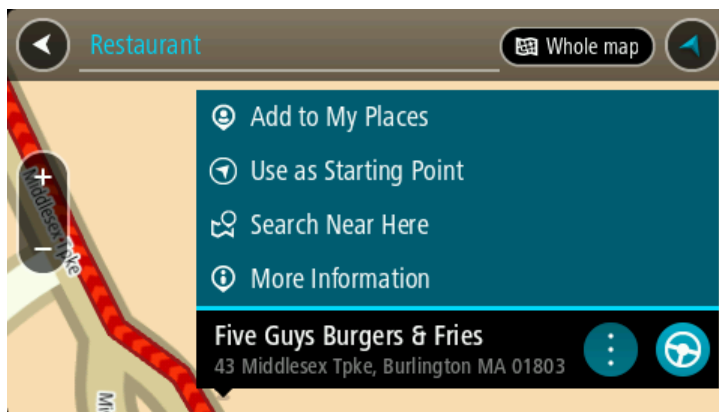 Restaurant
Whole map
Add to My Places
Use as Starting Point
Search Near Here
More Information
+
−
Middlesex Tpke
Five Guys Burgers & Fries
43 Middlesex Tpke, Burlington MA 01803
Mi